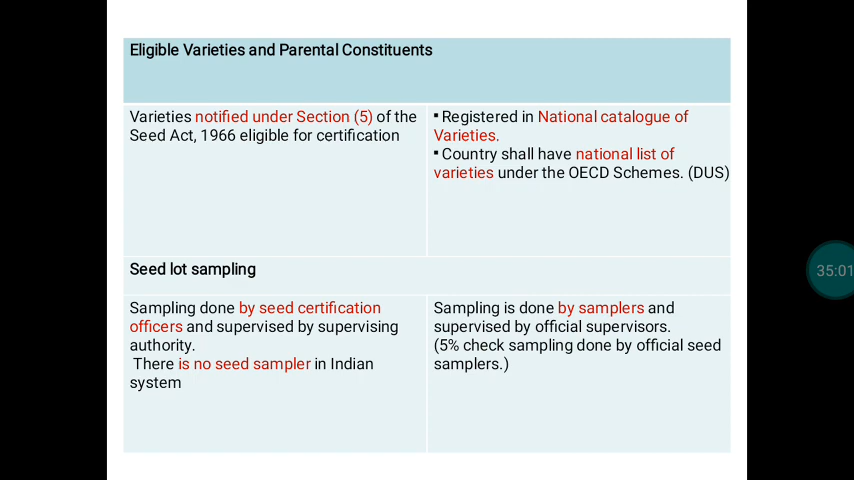 Eligible Varieties and Parental Constituents
Varieties notified under Section (5) of the
Seed Act, 1966 eligible for certification
▪Registered in National catalogue of
Varieties.
▪Country shall have national list of
varieties under the OECD Schemes. (DUS)
Seed lot sampling
Sampling done by seed certification
officers and supervised by supervising
authority.
There is no seed sampler in Indian
system
Sampling is done by samplers and
supervised by official supervisors.
(5% check sampling done by official seed
samplers.)
35:01